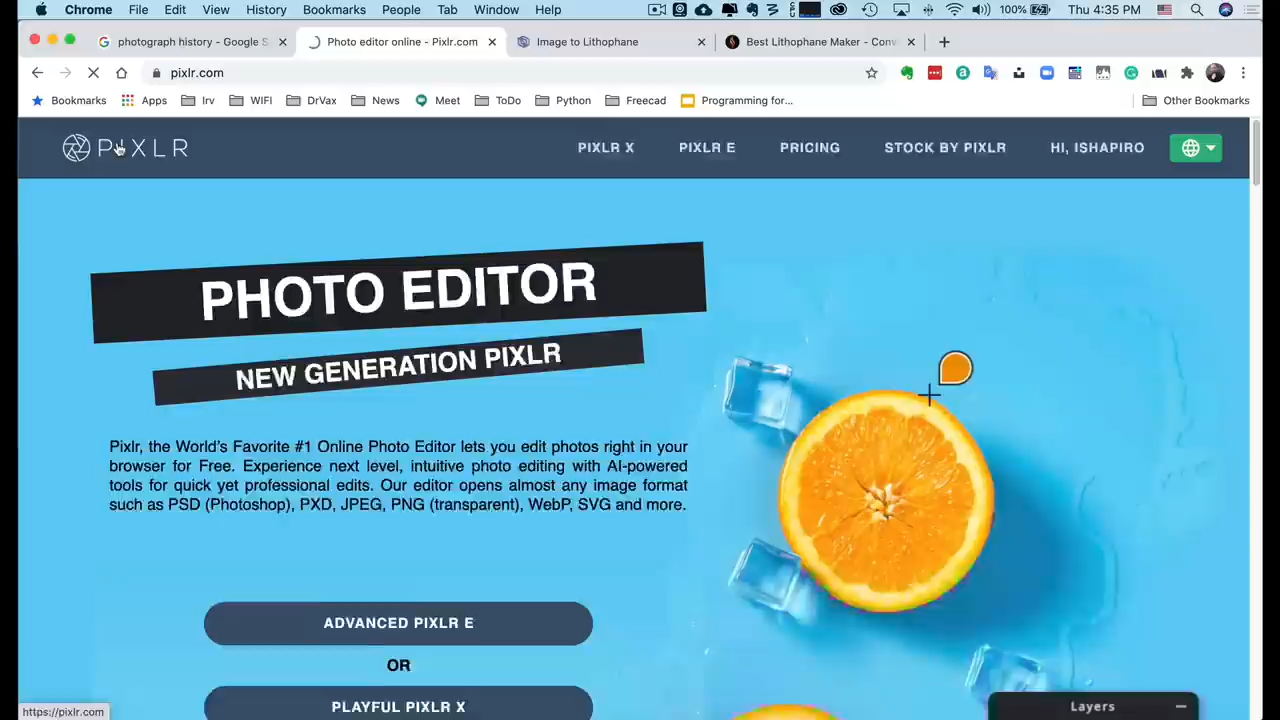 Chrome File Edit View History Bookmarks People Tab Window Help 100% Thu 4:35 PM
photograph history - Google S
Photo editor online - Pixlr.com
Image to Lithophane
Best Lithophane Maker - Conv
pixlr.com
Bookmarks Apps Irv WIFI DrVax News Meet ToDo Python Freecad Programming for... Other Bookmarks
PIXLR PIXLR X PIXLR E PRICING STOCK BY PIXLR HI, ISHAPIRO
PHOTO EDITOR
NEW GENERATION PIXLR
Pixlr, the World's Favorite #1 Online Photo Editor lets you edit photos right in your
browser for Free. Experience next level, intuitive photo editing with AI-powered
tools for quick yet professional edits. Our editor opens almost any image format
such as PSD (Photoshop), PXD, JPEG, PNG (transparent), WebP, SVG and more.
ADVANCED PIXLR E
OR
PLAYFUL PIXLR X
Layers
https://pixlr.com